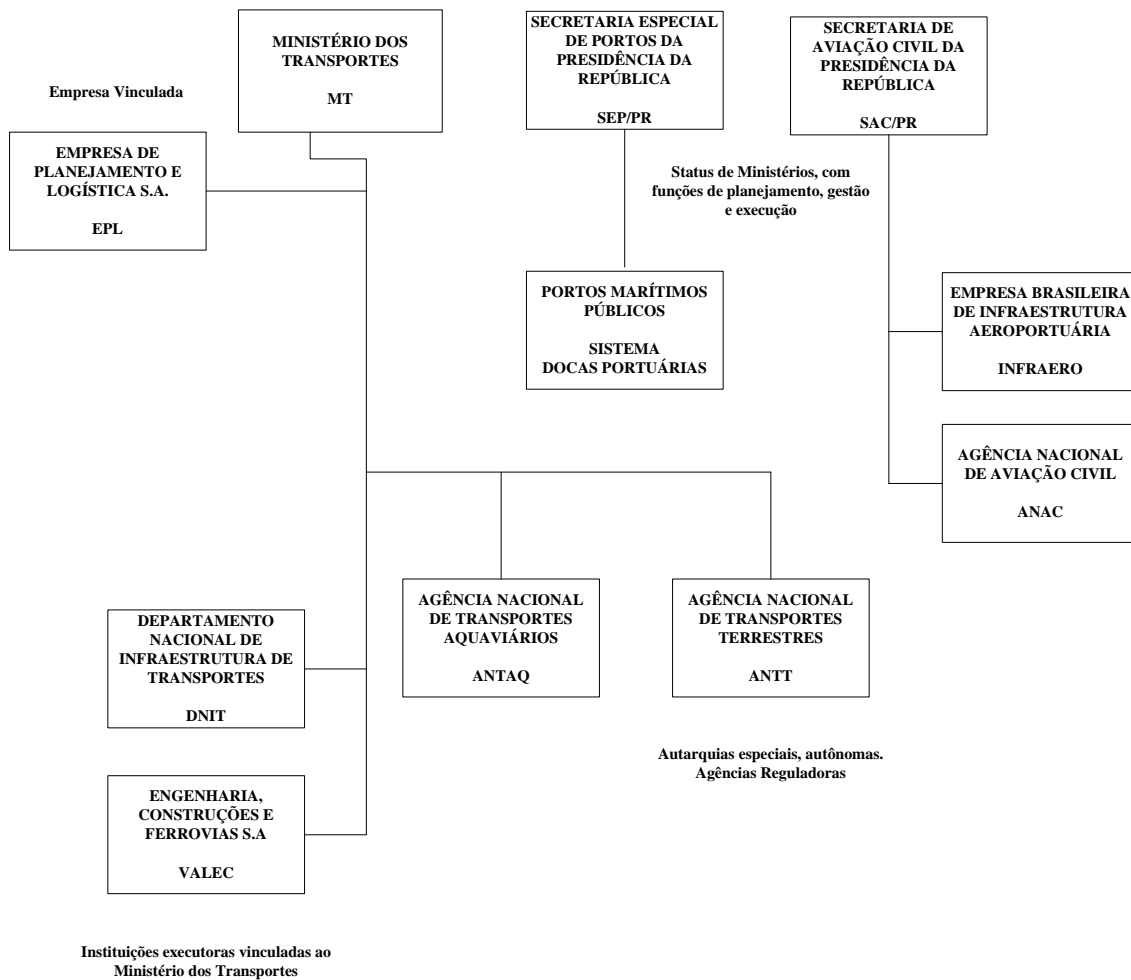 MINISTÉRIO DOS
TRANSPORTES
MT
SECRETARIA ESPECIAL
DE PORTOS DA
PRESIDÊNCIA DA
REPÚBLICA
SEP/PR
SECRETARIA DE
AVIAÇÃO CIVIL DA
PRESIDÊNCIA DA
REPÚBLICA
SAC/PR
Empresa Vinculada
EMPRESA DE
PLANEJAMENTO E
LOGÍSTICA S.A.
EPL
Status de Ministérios, com
funções de planejamento, gestão
e execução
PORTOS MARÍTIMOS
PÚBLICOS
SISTEMA
DOCAS PORTUÁRIAS
EMPRESA BRASILEIRA
DE INFRAESTRUTURA
AEROPORTUÁRIA
INFRAERO
AGÊNCIA NACIONAL
DE AVIAÇÃO CIVIL
ANAC
AGÊNCIA NACIONAL
DE TRANSPORTES
AQUAVIÁRIOS
ANTAQ
AGÊNCIA NACIONAL
DE TRANSPORTES
TERRESTRES
ANTT
DEPARTAMENTO
NACIONAL DE
INFRAESTRUTURA DE
TRANSPORTES
DNIT
Autarquias especiais, autônomas.
Agências Reguladoras
ENGENHARIA,
CONSTRUÇÕES E
FERROVIAS S.A
VALEC
Instituições executoras vinculadas ao
Ministério dos Transportes